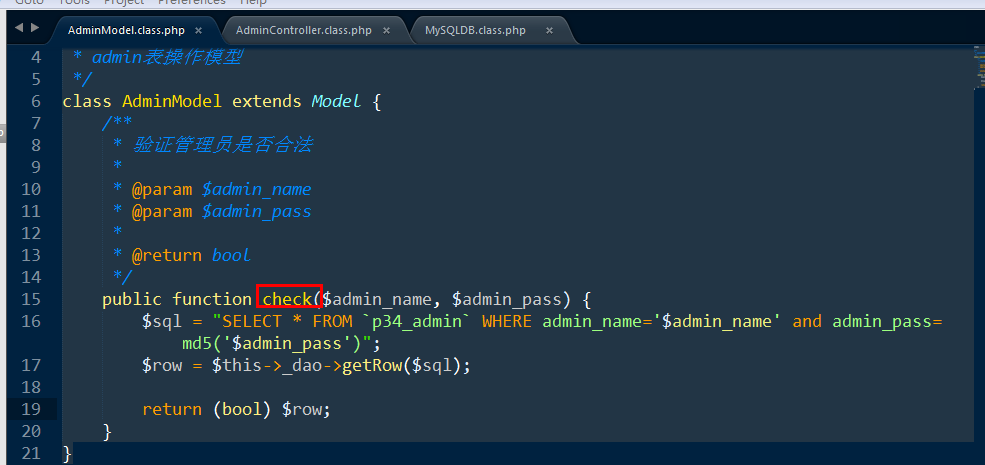 Goto Tools Project Preferences Help
AdminModel.class.php × AdminController.class.php × MySQLDB.class.php ×
4 * admin表操作模型
5 */
6 class AdminModel extends Model {
7 /**
8 * 验证管理员是否合法
9 *
10 * @param $admin_name
11 * @param $admin_pass
12 *
13 * @return bool
14 */
15 public function check($admin_name, $admin_pass) {
16 $sql = "SELECT * FROM `p34_admin` WHERE admin_name='$admin_name' and admin_pass=
md5('$admin_pass')";
17 $row = $this->_dao->getRow($sql);
18
19 return (bool) $row;
20 }
21 }